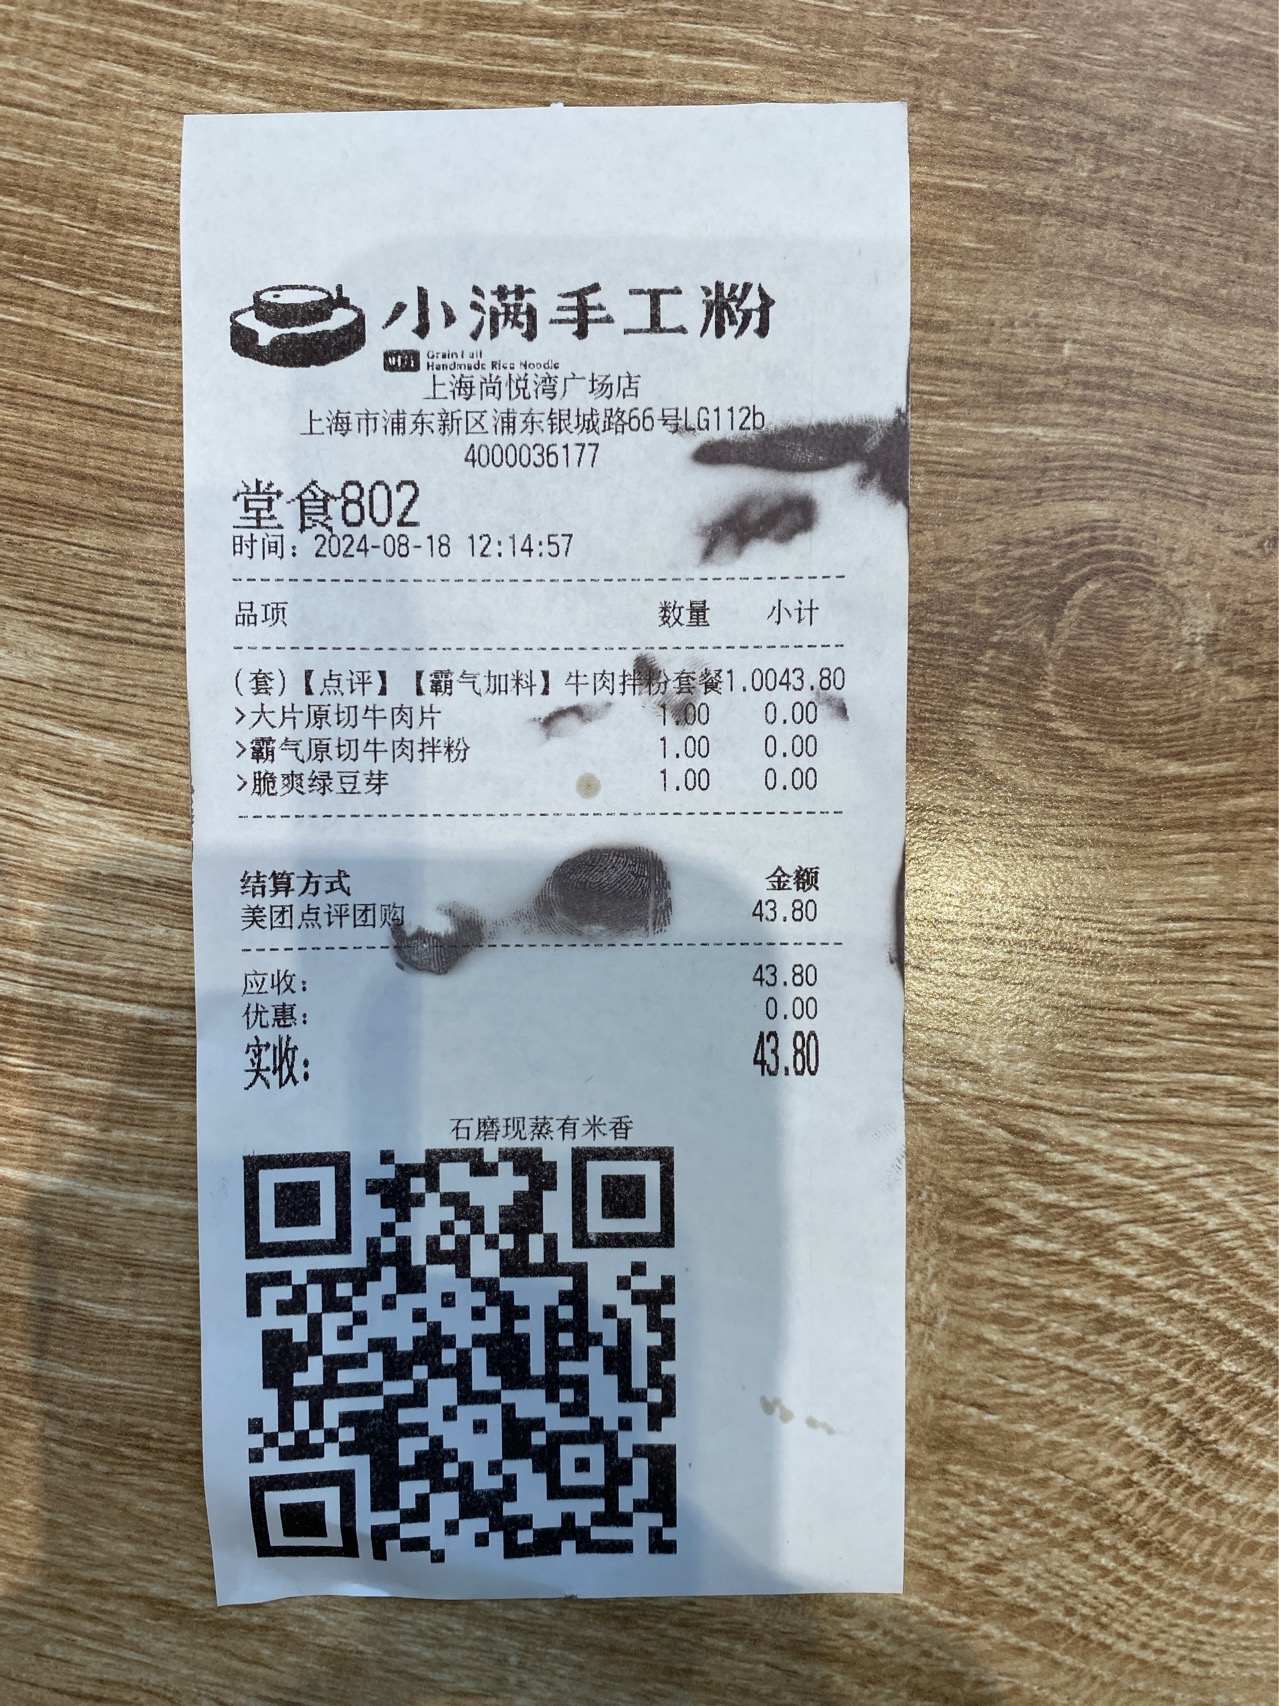 小满手工粉
Grain Full
Handmade Rice Noodle
上海尚悦湾广场店
上海市浦东新区浦东银城路66号LG112b
4000036177
堂食802
时间：2024-08-18 12:14:57
品项 数量 小计
(套)【点评】【霸气加料】牛肉拌粉套餐1.0043.80
>大片原切牛肉片 1.00 0.00
>霸气原切牛肉拌粉 1.00 0.00
>脆爽绿豆芽 1.00 0.00
结算方式 金额
美团点评团购 43.80
应收： 43.80
优惠： 0.00
实收： 43.80
石磨现蒸有米香